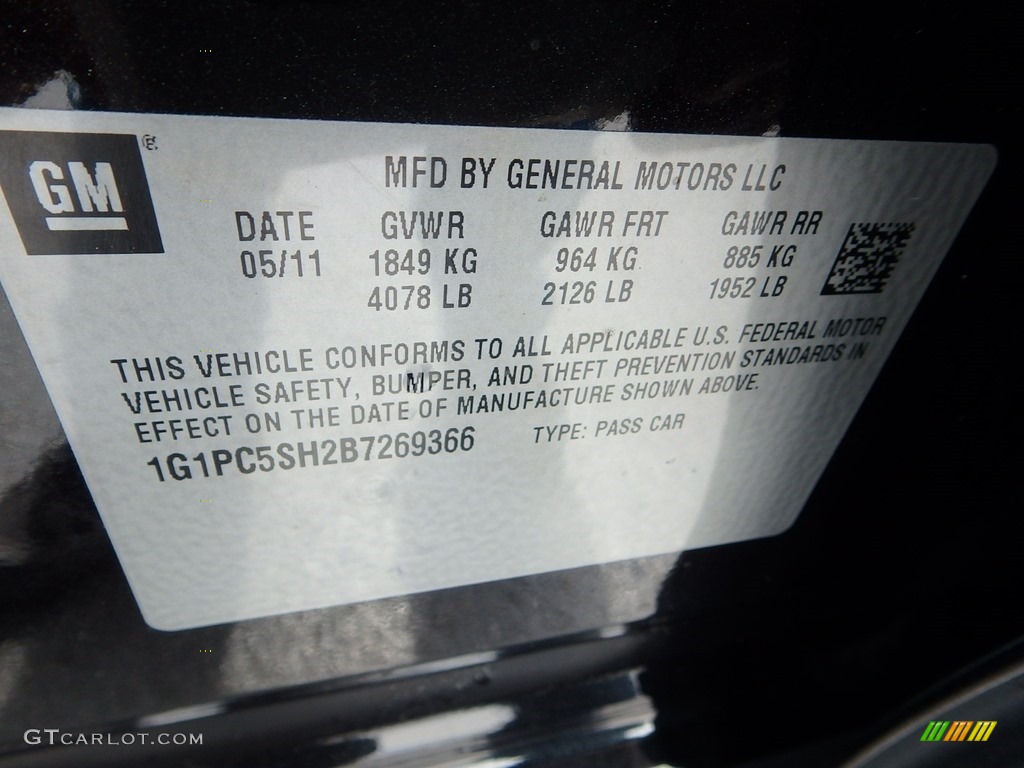 GM
MFD BY GENERAL MOTORS LLC
DATE GVWR GAWR FRT GAWR RR
05/11 1849 KG 964 KG 885 KG
4078 LB 2126 LB 1952 LB
THIS VEHICLE CONFORMS TO ALL APPLICABLE U.S. FEDERAL MOTOR
VEHICLE SAFETY, BUMPER, AND THEFT PREVENTION STANDARDS IN
EFFECT ON THE DATE OF MANUFACTURE SHOWN ABOVE.
1G1PC5SH2B7269366 TYPE: PASS CAR
GTCARLOT.COM